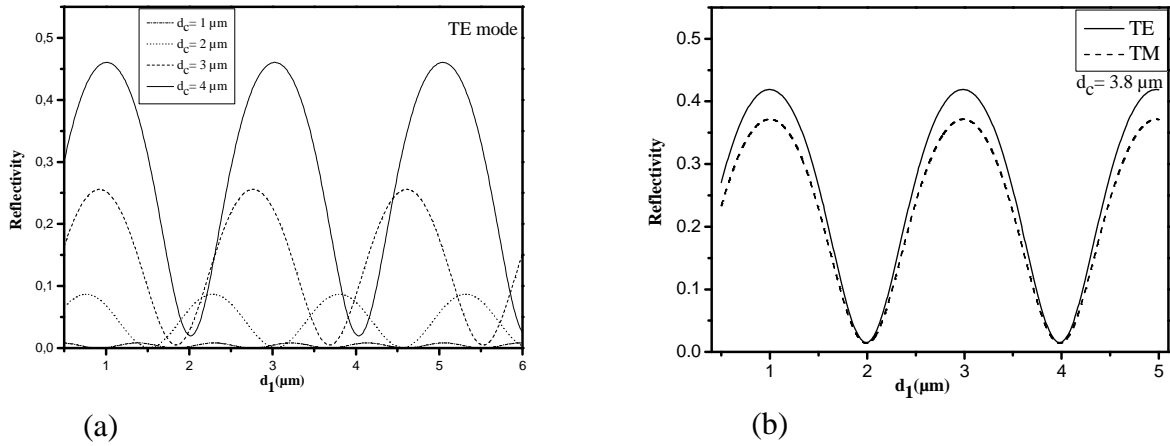 0,5
0,4
0,3
0,2
0,1
0,0
Reflectivity
d_c= 1 µm
d_c= 2 µm
d_c= 3 µm
d_c= 4 µm
TE mode
1 2 3 4 5 6
d_1(µm)
(a)
0.5
0.4
0.3
0.2
0.1
0.0
Reflectivity
TE
TM
d_c= 3.8 µm
1 2 3 4 5
d_1(µm)
(b)